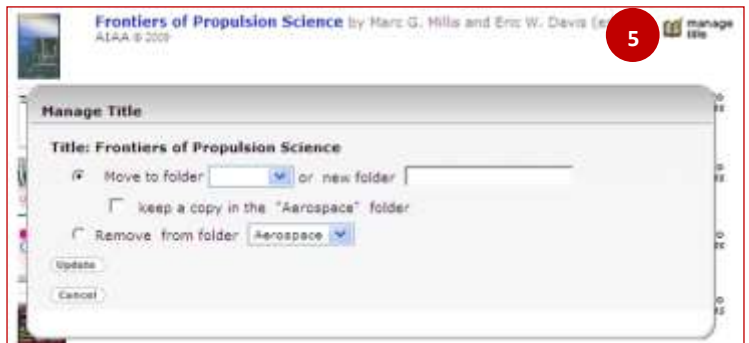 Frontiers of Propulsion Science by Marc G. Millis and Eric W. Davis (e
AIAA © 2009
5
manage
title
Manage Title
Title: Frontiers of Propulsion Science
Move to folder or new folder
keep a copy in the "Aerospace" folder
Remove from folder Aerospace
Update
Cancel